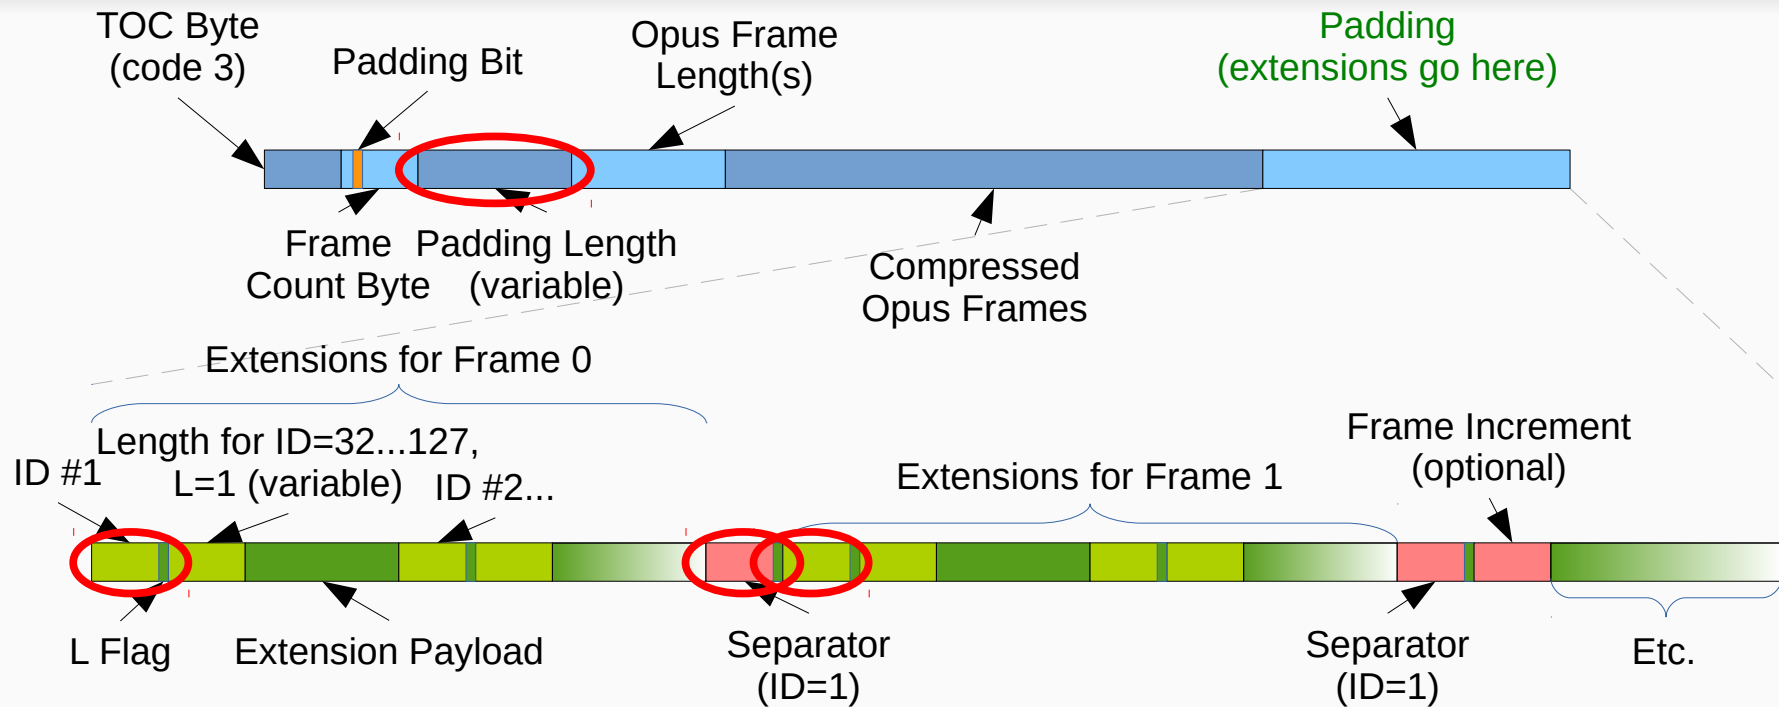 TOC Byte
(code 3)
Padding Bit
Opus Frame
Length(s)
Padding
(extensions go here)
Frame
Count Byte
Padding Length
(variable)
Compressed
Opus Frames
Extensions for Frame 0
Length for ID=32...127,
L=1 (variable)
ID #1
ID #2...
Extensions for Frame 1
Frame Increment
(optional)
L Flag
Extension Payload
Separator
(ID=1)
Separator
(ID=1)
Etc.